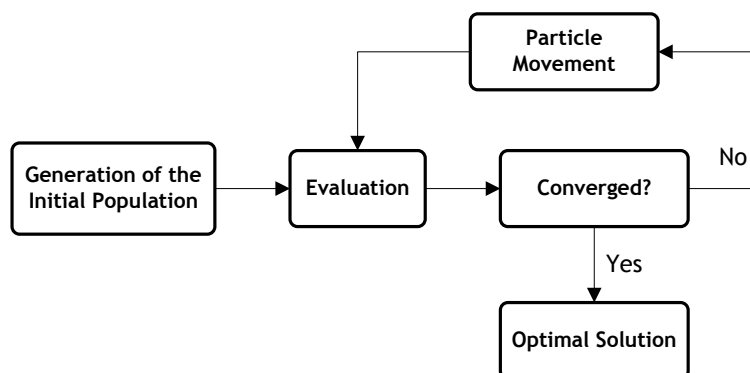 Particle
Movement
Generation of the
Initial Population
Evaluation
Converged?
No
Yes
Optimal Solution